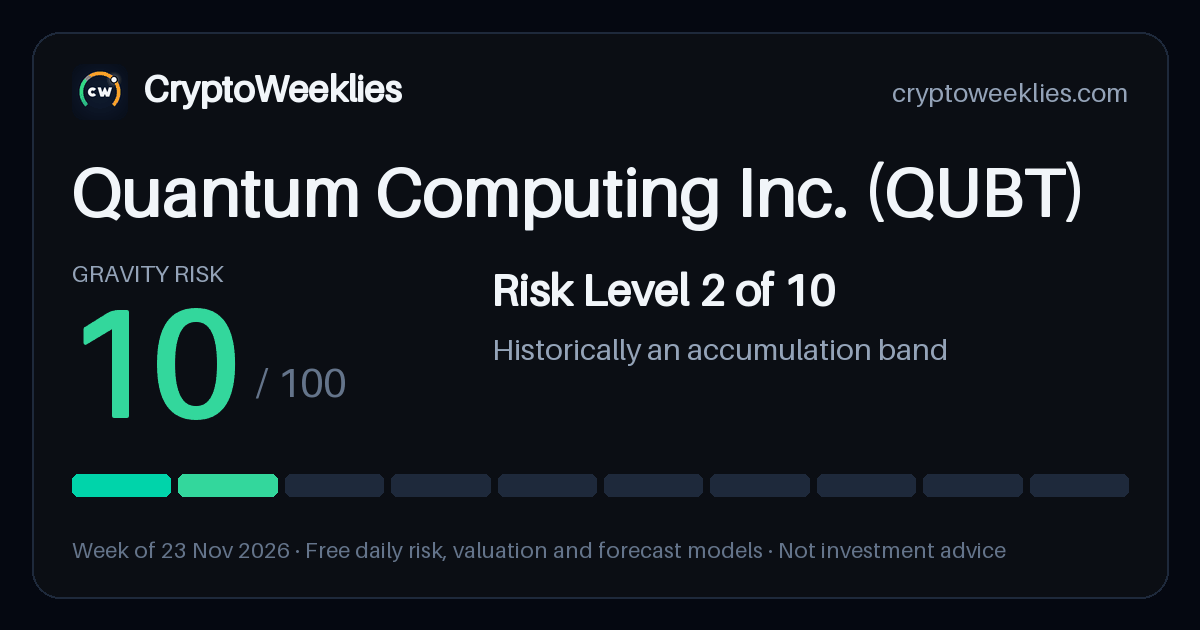 CW
CryptoWeeklies
cryptoweeklies.com
Quantum Computing Inc. (QUBT)
GRAVITY RISK
10 / 100
Risk Level 2 of 10
Historically an accumulation band
Week of 23 Nov 2026 · Free daily risk, valuation and forecast models · Not investment advice